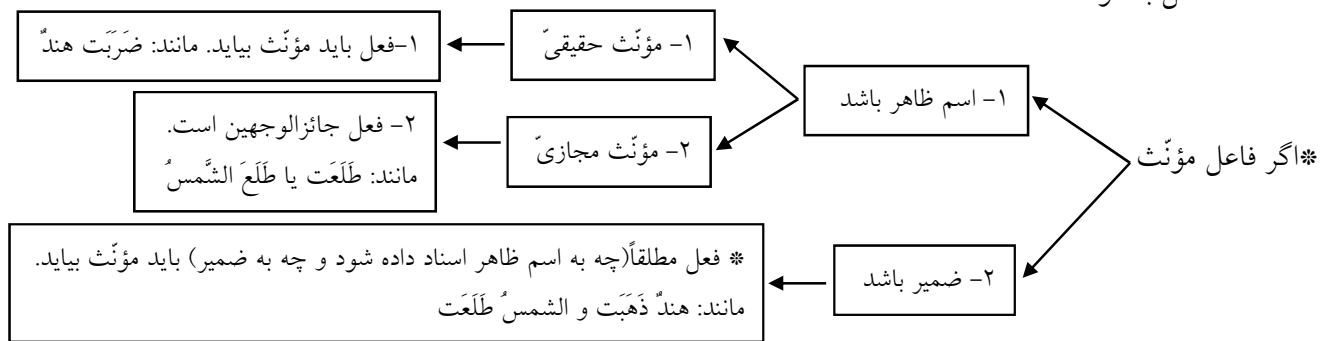 *اگر فاعل مؤنّث
۱- اسم ظاهر باشد
۱- مؤنّث حقیقیّ
۱-فعل باید مؤنّث بیاید. مانند: ضَرَبَت هندٌ
۲- مؤنّث مجازیّ
۲- فعل جائزالوجهین است.
مانند: طَلَعَت یا طَلَعَ الشَّمسُ
۲- ضمیر باشد
* فعل مطلقاً(چه به اسم ظاهر اسناد داده شود و چه به ضمیر) باید مؤنّث بیاید.
مانند: هندٌ ذَهَبَت و الشمسُ طَلَعَت